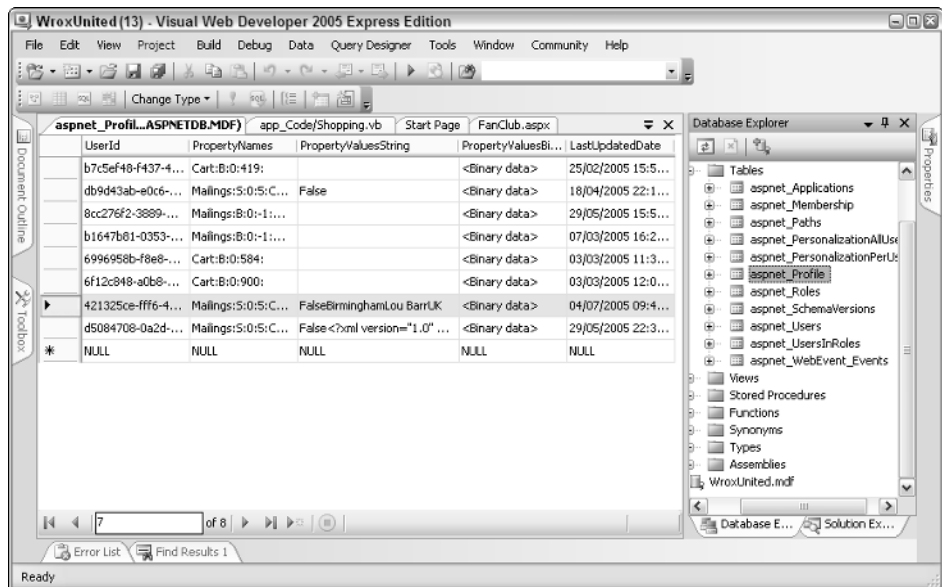 WroxUnited (13) - Visual Web Developer 2005 Express Edition
File Edit View Project Build Debug Data Query Designer Tools Window Community Help
Change Type
aspnet_Profil...ASPNETDB.MDF) app_Code/Shopping.vb Start Page FanClub.aspx
UserId PropertyNames PropertyValuesString PropertyValuesBi... LastUpdatedDate
b7c5ef48-f437-4... Cart:B:0:419: <Binary data> 25/02/2005 15:5...
db9d43ab-e0c6-... Mailings:S:0:5:C... False <Binary data> 18/04/2005 22:1...
8cc276f2-3889-... Mailings:B:0:-1:... <Binary data> 29/05/2005 15:5...
b1647b81-0353-... Mailings:B:0:-1:... <Binary data> 07/03/2005 16:2...
6996958b-f8e8-... Cart:B:0:584: <Binary data> 03/03/2005 11:3...
6f12c848-a0b8-... Cart:B:0:900: <Binary data> 03/03/2005 12:0...
421325ce-fff6-4... Mailings:S:0:5:C... FalseBirminghamLou BarrUK <Binary data> 04/07/2005 09:4...
d5084708-0a2d-... Mailings:S:0:5:C... False<?xml version="1.0" ... <Binary data> 29/05/2005 22:3...
NULL NULL NULL NULL NULL
7 of 8
Database Explorer
Tables
aspnet_Applications
aspnet_Membership
aspnet_Paths
aspnet_PersonalizationAllUse
aspnet_PersonalizationPerUs
aspnet_Profile
aspnet_Roles
aspnet_SchemaVersions
aspnet_Users
aspnet_UsersInRoles
aspnet_WebEvent_Events
Views
Stored Procedures
Functions
Synonyms
Types
Assemblies
WroxUnited.mdf
Database E... Solution Ex...
Document Outline
Toolbox
Properties
Error List Find Results 1
Ready